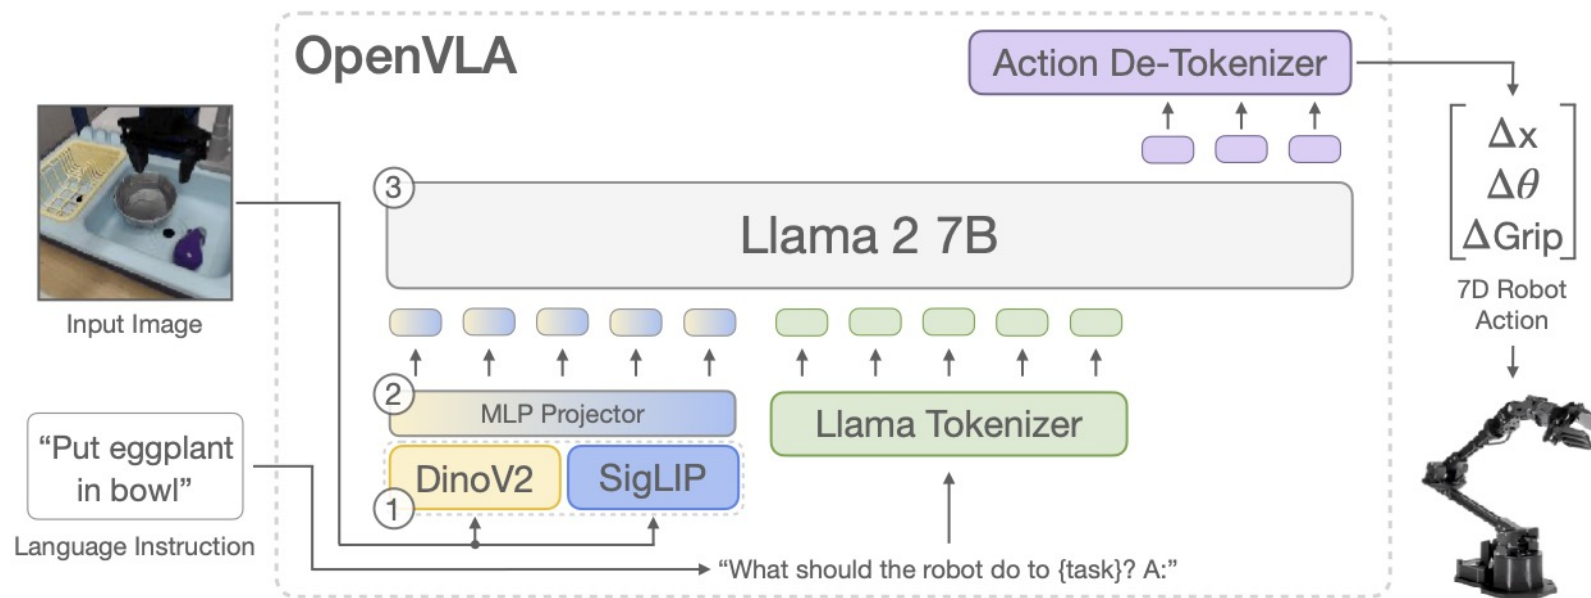 OpenVLA
Action De-Tokenizer
Δx
Δθ
ΔGrip
7D Robot
Action
Input Image
3
Llama 2 7B
2
MLP Projector
Llama Tokenizer
DinoV2
SigLIP
1
“Put eggplant
in bowl”
Language Instruction
“What should the robot do to {task}? A:”